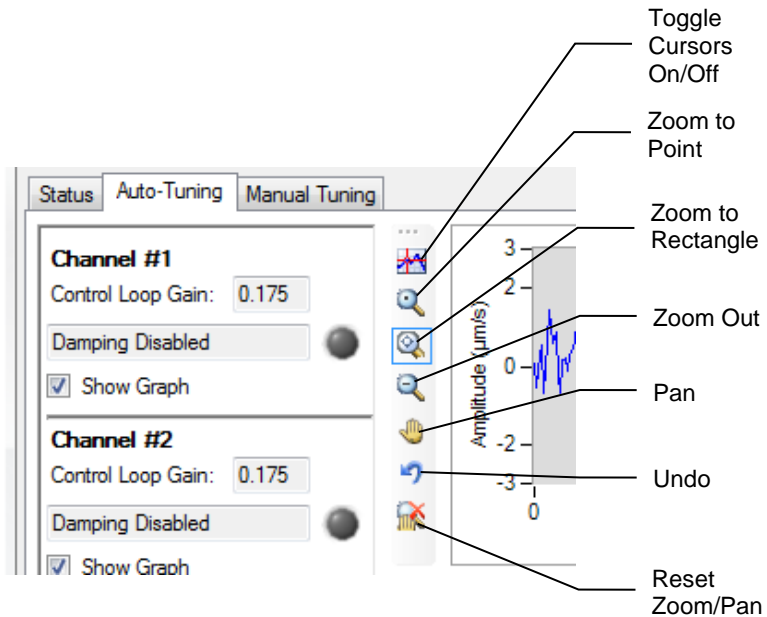 Toggle
Cursors
On/Off
Zoom to
Point
Zoom to
Rectangle
Zoom Out
Pan
Undo
Reset
Zoom/Pan
Status Auto-Tuning Manual Tuning
Channel #1
Control Loop Gain: 0.175
Damping Disabled
Show Graph
Channel #2
Control Loop Gain: 0.175
Damping Disabled
Show Graph
Amplitude (µm/s)
3
2
0
-2
-3
0